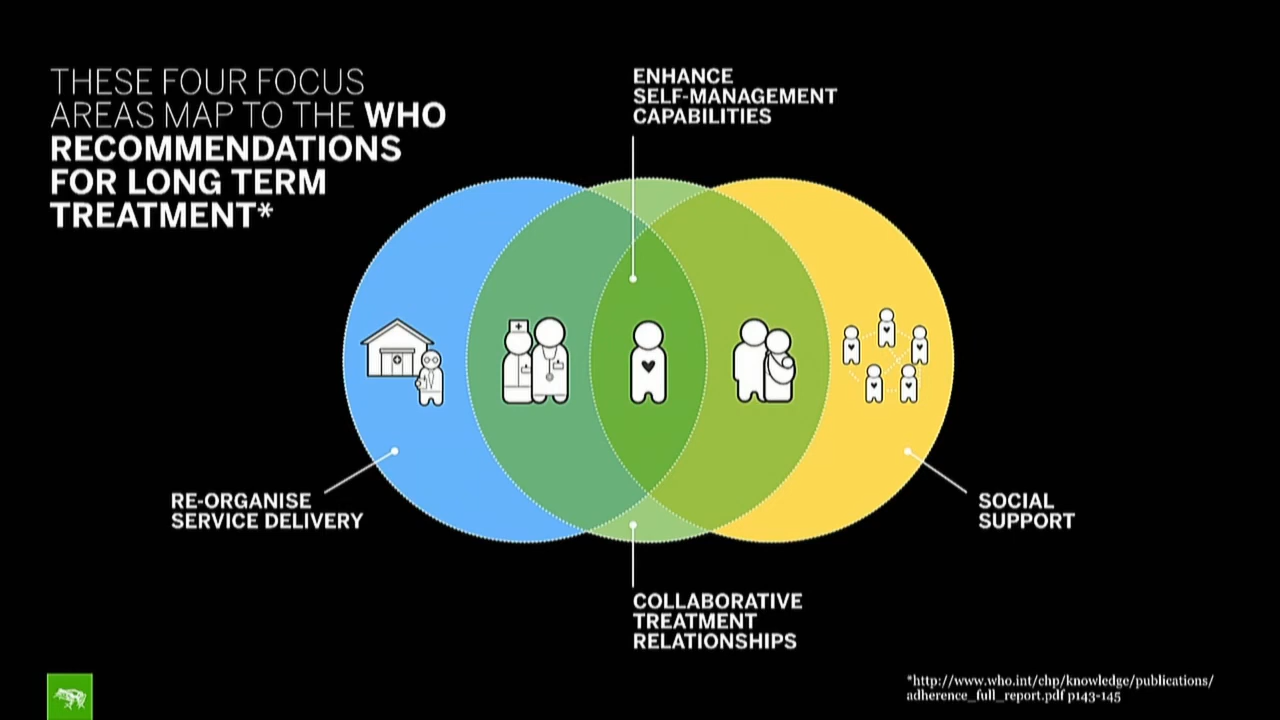 THESE FOUR FOCUS
AREAS MAP TO THE WHO
RECOMMENDATIONS
FOR LONG TERM
TREATMENT*
ENHANCE
SELF-MANAGEMENT
CAPABILITIES
RE-ORGANISE
SERVICE DELIVERY
SOCIAL
SUPPORT
COLLABORATIVE
TREATMENT
RELATIONSHIPS
*http://www.who.int/chp/knowledge/publications/
adherence_full_report.pdf p143-145